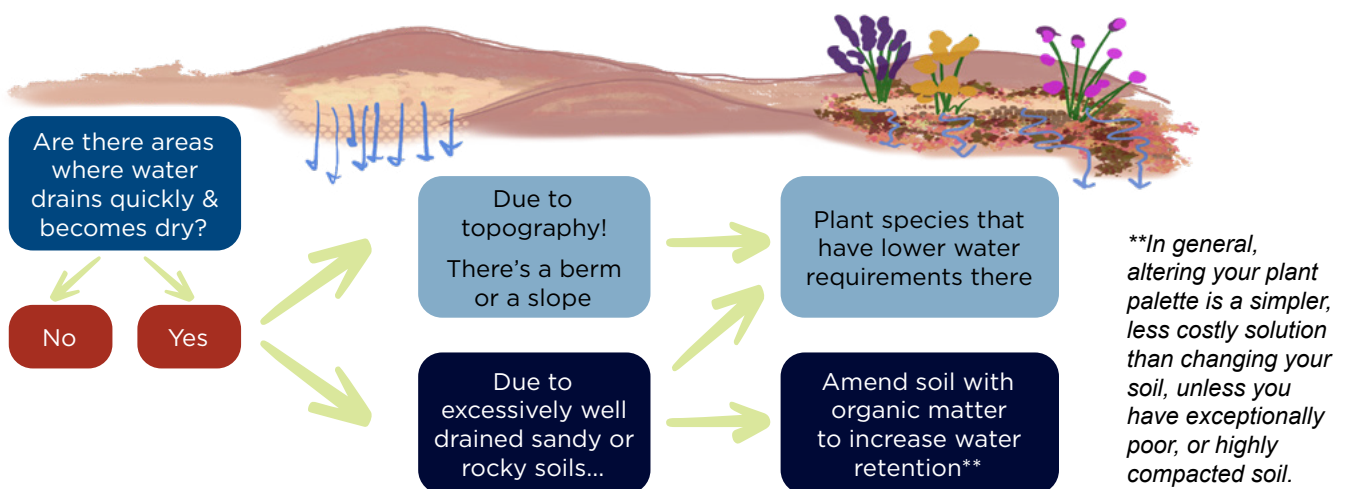 Are there areas
where water
drains quickly &
becomes dry?
No
Yes
Due to
topography!
There’s a berm
or a slope
Due to
excessively well
drained sandy or
rocky soils...
Plant species that
have lower water
requirements there
Amend soil with
organic matter
to increase water
retention**
**In general,
altering your plant
palette is a simpler,
less costly solution
than changing your
soil, unless you
have exceptionally
poor, or highly
compacted soil.